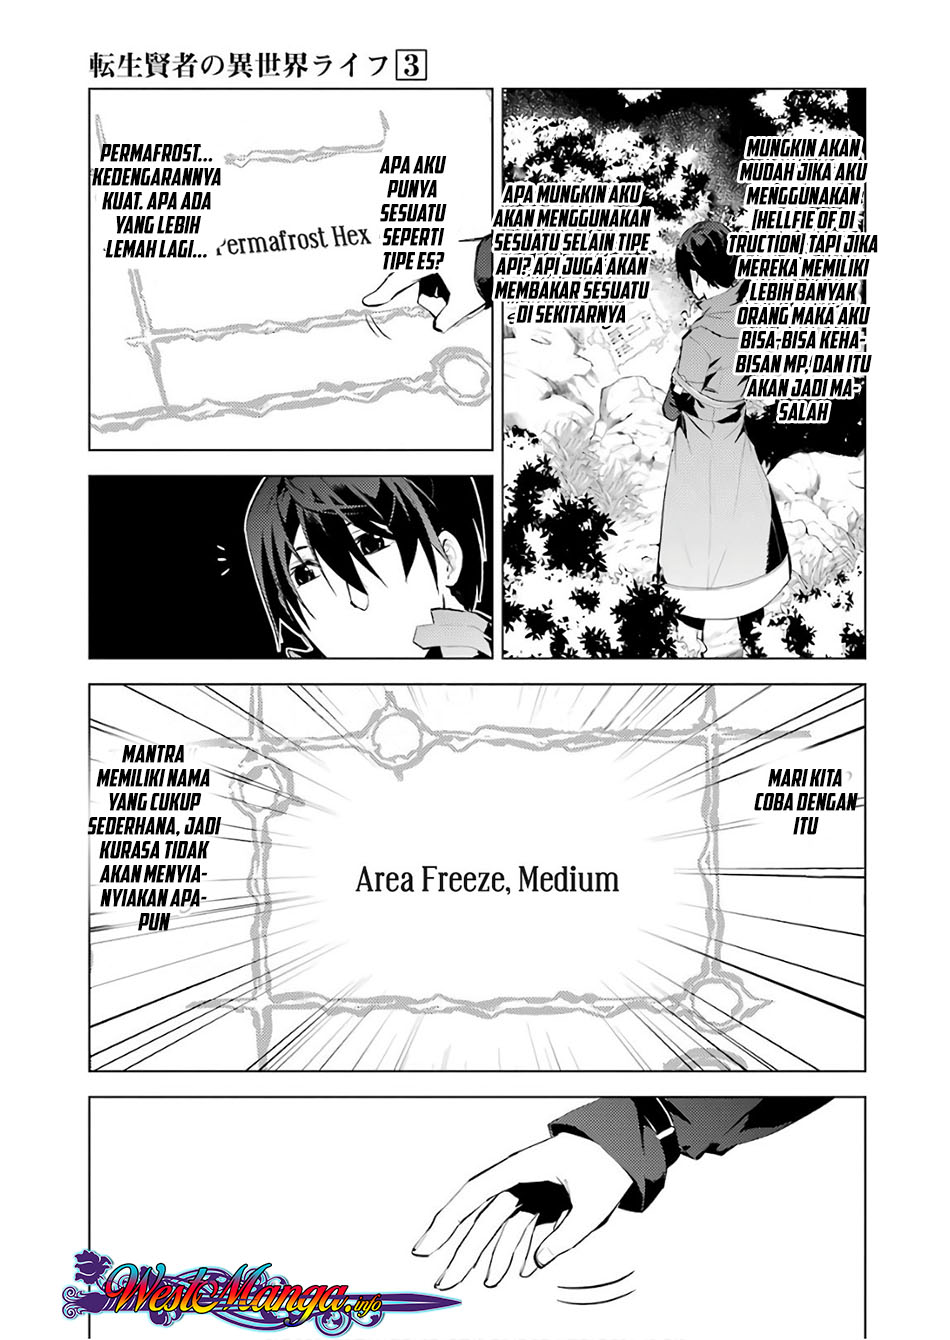 転生賢者の異世界ライフ 3
MUNGKIN AKAN
MUDAH JIKA AKU
MENGGUNAKAN
[HELLFIE OF DI
TRUCTION] TAPI JIKA
MEREKA MEMILIKI
LEBIH BANYAK
ORANG MAKA AKU
BISA-BISA KEHA-
BISAN MP, DAN ITU
AKAN JADI MA-
SALAH
APA MUNGKIN AKU
AKAN MENGGUNAKAN
SESUATU SELAIN TIPE
API? API JUGA AKAN
MEMBAKAR SESUATU
DI SEKITARNYA
APA AKU
PUNYA
SESUATU
SEPERTI
TIPE ES?
Permafrost Hex
PERMAFROST...
KEDENGARANNYA
KUAT. APA ADA
YANG LEBIH
LEMAH LAGI...
MARI KITA
COBA DENGAN
ITU
Area Freeze, Medium
MANTRA
MEMILIKI NAMA
YANG CUKUP
SEDERHANA, JADI
KURASA TIDAK
AKAN MENYIA-
NYIAKAN APA-
PUN
WestManga.info